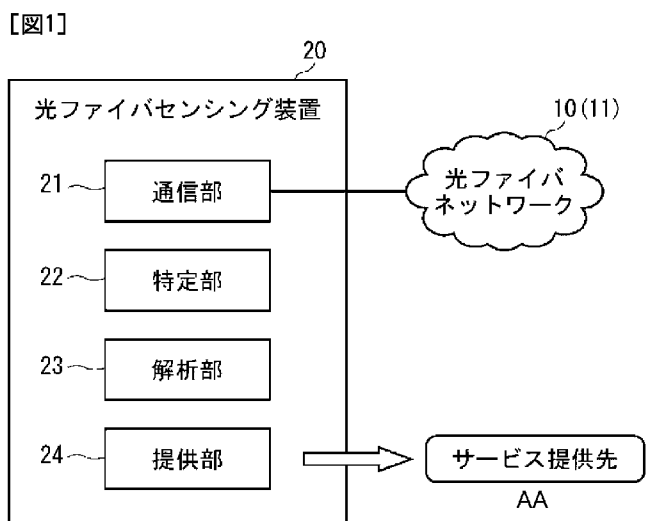 [図1]
20
光ファイバセンシング装置
10(11)
21
通信部
光ファイバ
ネットワーク
22
特定部
23
解析部
24
提供部
サービス提供先
AA